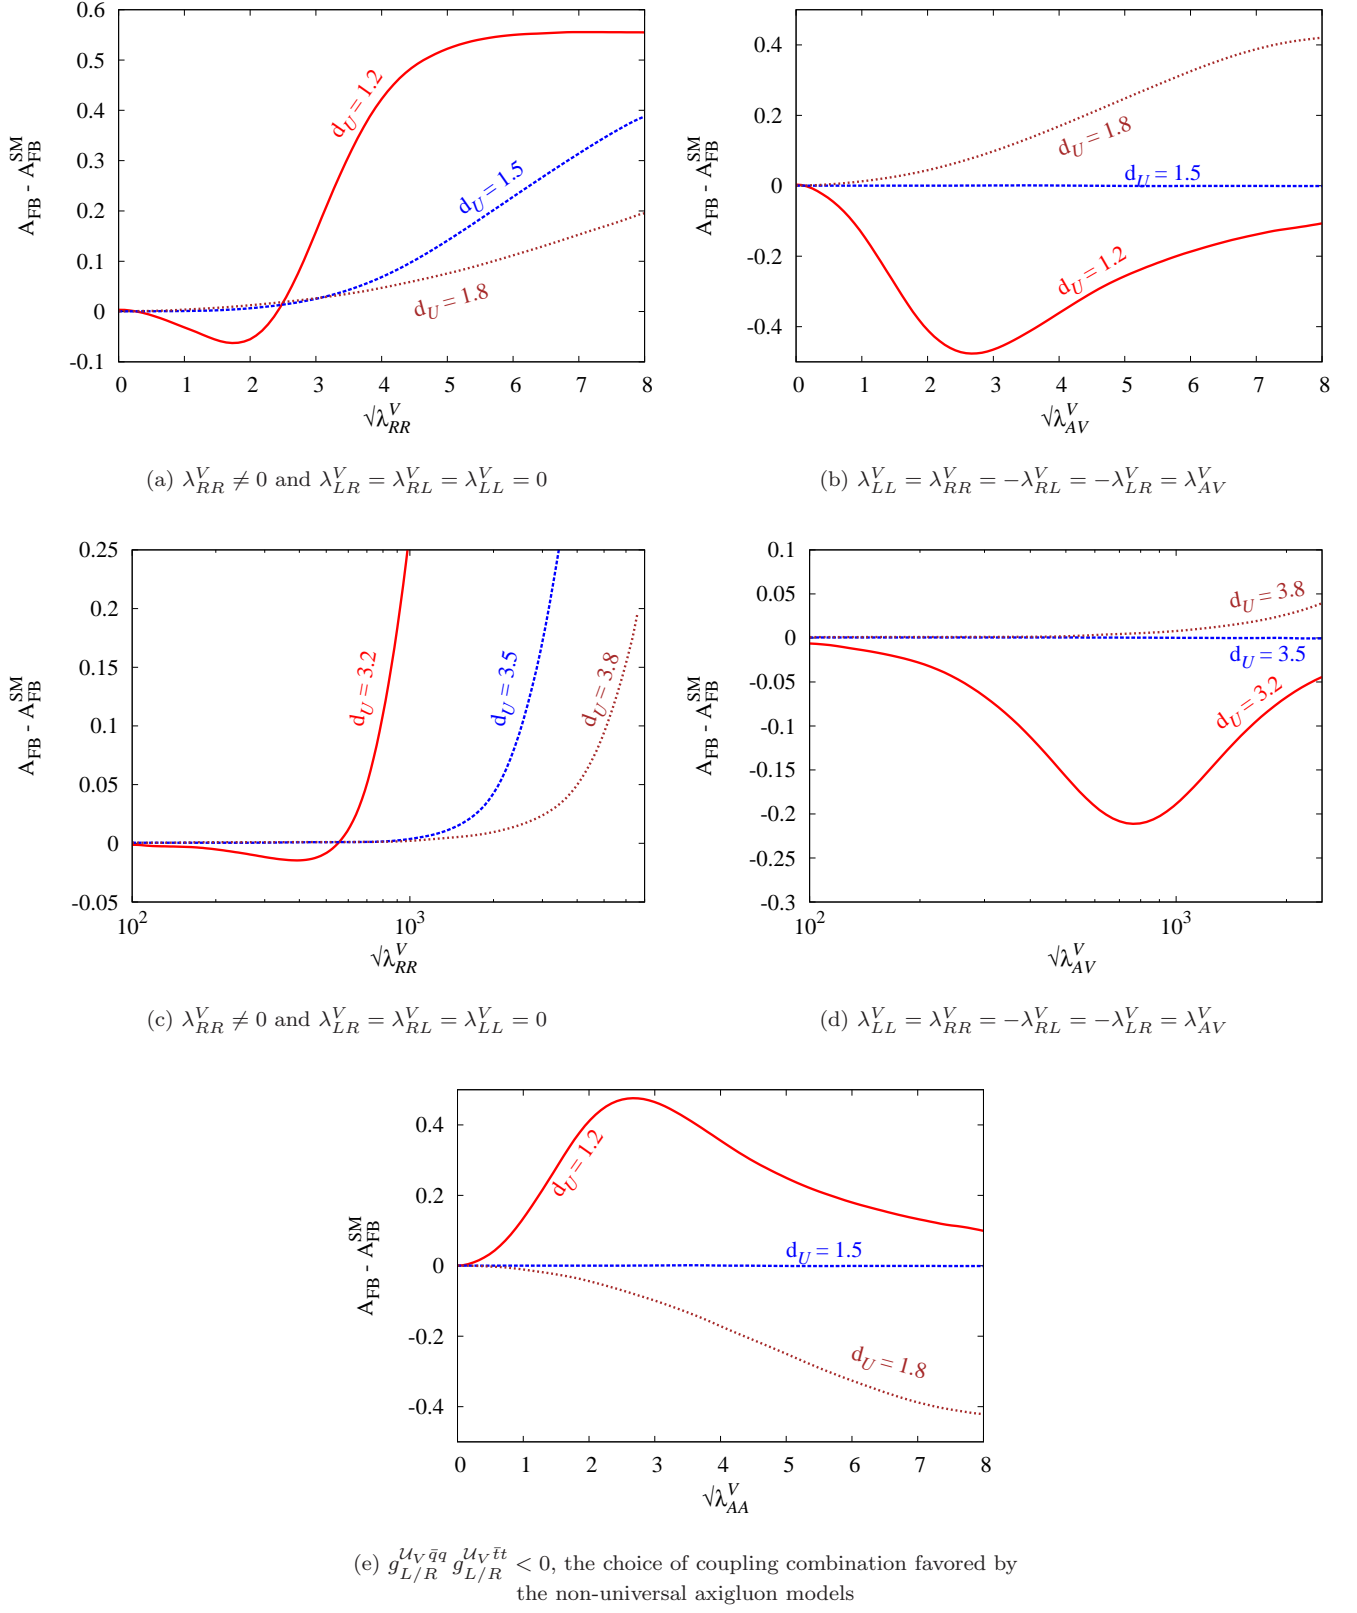 0.6
0.5
0.4
0.3
0.2
0.1
0
-0.1
A_FB - A_FB^SM
d_U = 1.2
d_U = 1.5
d_U = 1.8
0 1 2 3 4 5 6 7 8
√λ^V_RR
(a) λ^V_RR ≠ 0 and λ^V_LR = λ^V_RL = λ^V_LL = 0
0.4
0.2
0
-0.2
-0.4
A_FB - A_FB^SM
d_U = 1.8
d_U = 1.5
d_U = 1.2
0 1 2 3 4 5 6 7 8
√λ^V_AV
(b) λ^V_LL = λ^V_RR = −λ^V_RL = −λ^V_LR = λ^V_AV
0.25
0.2
0.15
0.1
0.05
0
-0.05
A_FB - A_FB^SM
d_U = 3.2
d_U = 3.5
d_U = 3.8
10^2 10^3
√λ^V_RR
(c) λ^V_RR ≠ 0 and λ^V_LR = λ^V_RL = λ^V_LL = 0
0.1
0.05
0
-0.05
-0.1
-0.15
-0.2
-0.25
-0.3
A_FB - A_FB^SM
d_U = 3.8
d_U = 3.5
d_U = 3.2
10^2 10^3
√λ^V_AV
(d) λ^V_LL = λ^V_RR = −λ^V_RL = −λ^V_LR = λ^V_AV
0.4
0.2
0
-0.2
-0.4
A_FB - A_FB^SM
d_U = 1.2
d_U = 1.5
d_U = 1.8
0 1 2 3 4 5 6 7 8
√λ^V_AA
(e) g^{𝒰_V q̄q}_{L/R} g^{𝒰_V t̄t}_{L/R} < 0, the choice of coupling combination favored by
the non-universal axigluon models